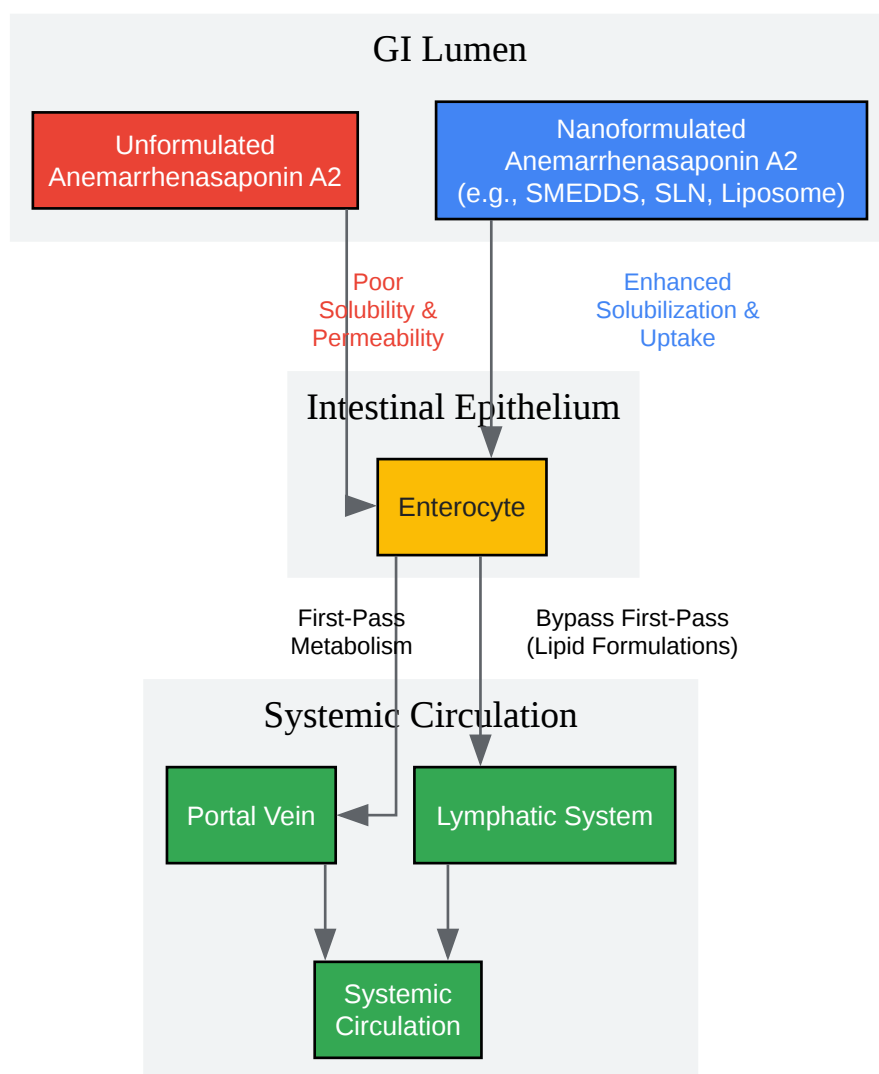 GI Lumen
Unformulated
Anemarrhenasaponin A2
Nanoformulated
Anemarrhenasaponin A2
(e.g., SMEDDS, SLN, Liposome)
Poor
Solubility &
Permeability
Enhanced
Solubilization &
Uptake
Intestinal Epithelium
Enterocyte
First-Pass
Metabolism
Bypass First-Pass
(Lipid Formulations)
Systemic Circulation
Portal Vein
Lymphatic System
Systemic
Circulation